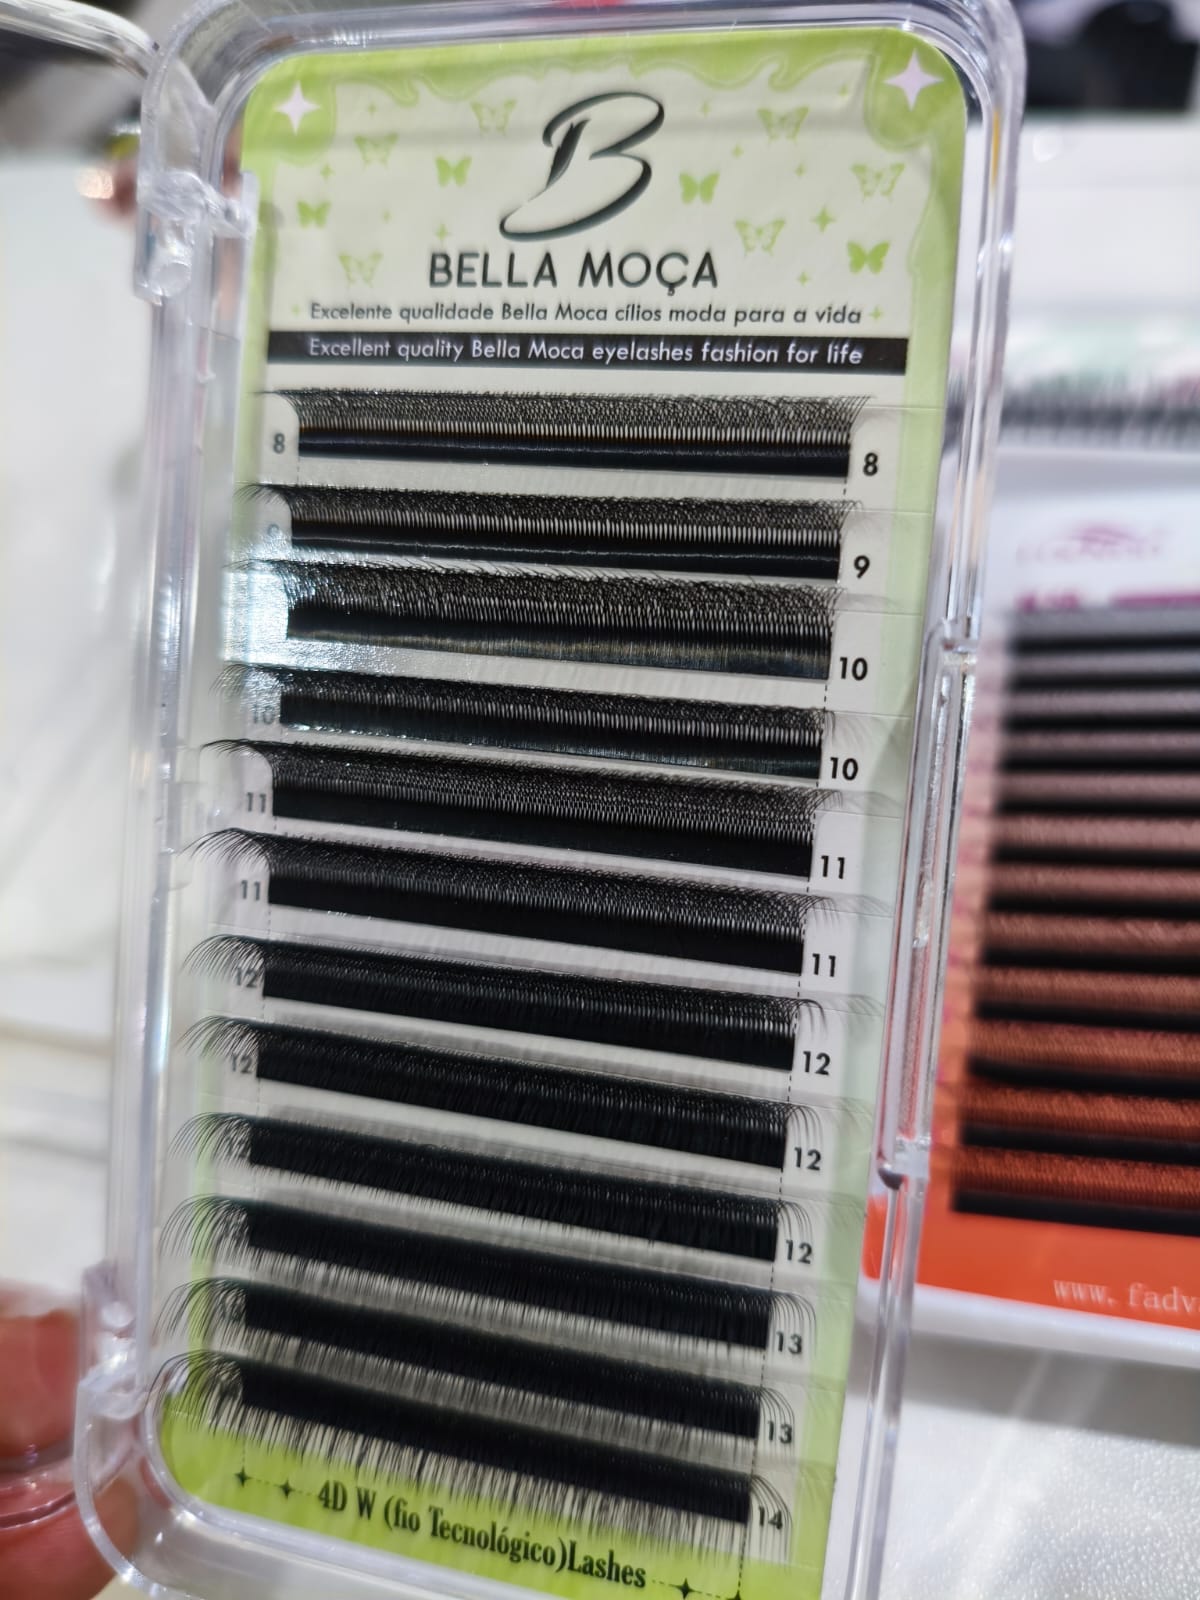 B
BELLA MOÇA
Excelente qualidade Bella Moca cílios moda para a vida
Excellent quality Bella Moca eyelashes fashion for life
8 8
9 9
10
10 10
11 11
11 11
12 12
12 12
12 12
13
13
14
4D W (fio Tecnológico)Lashes
www. fadv